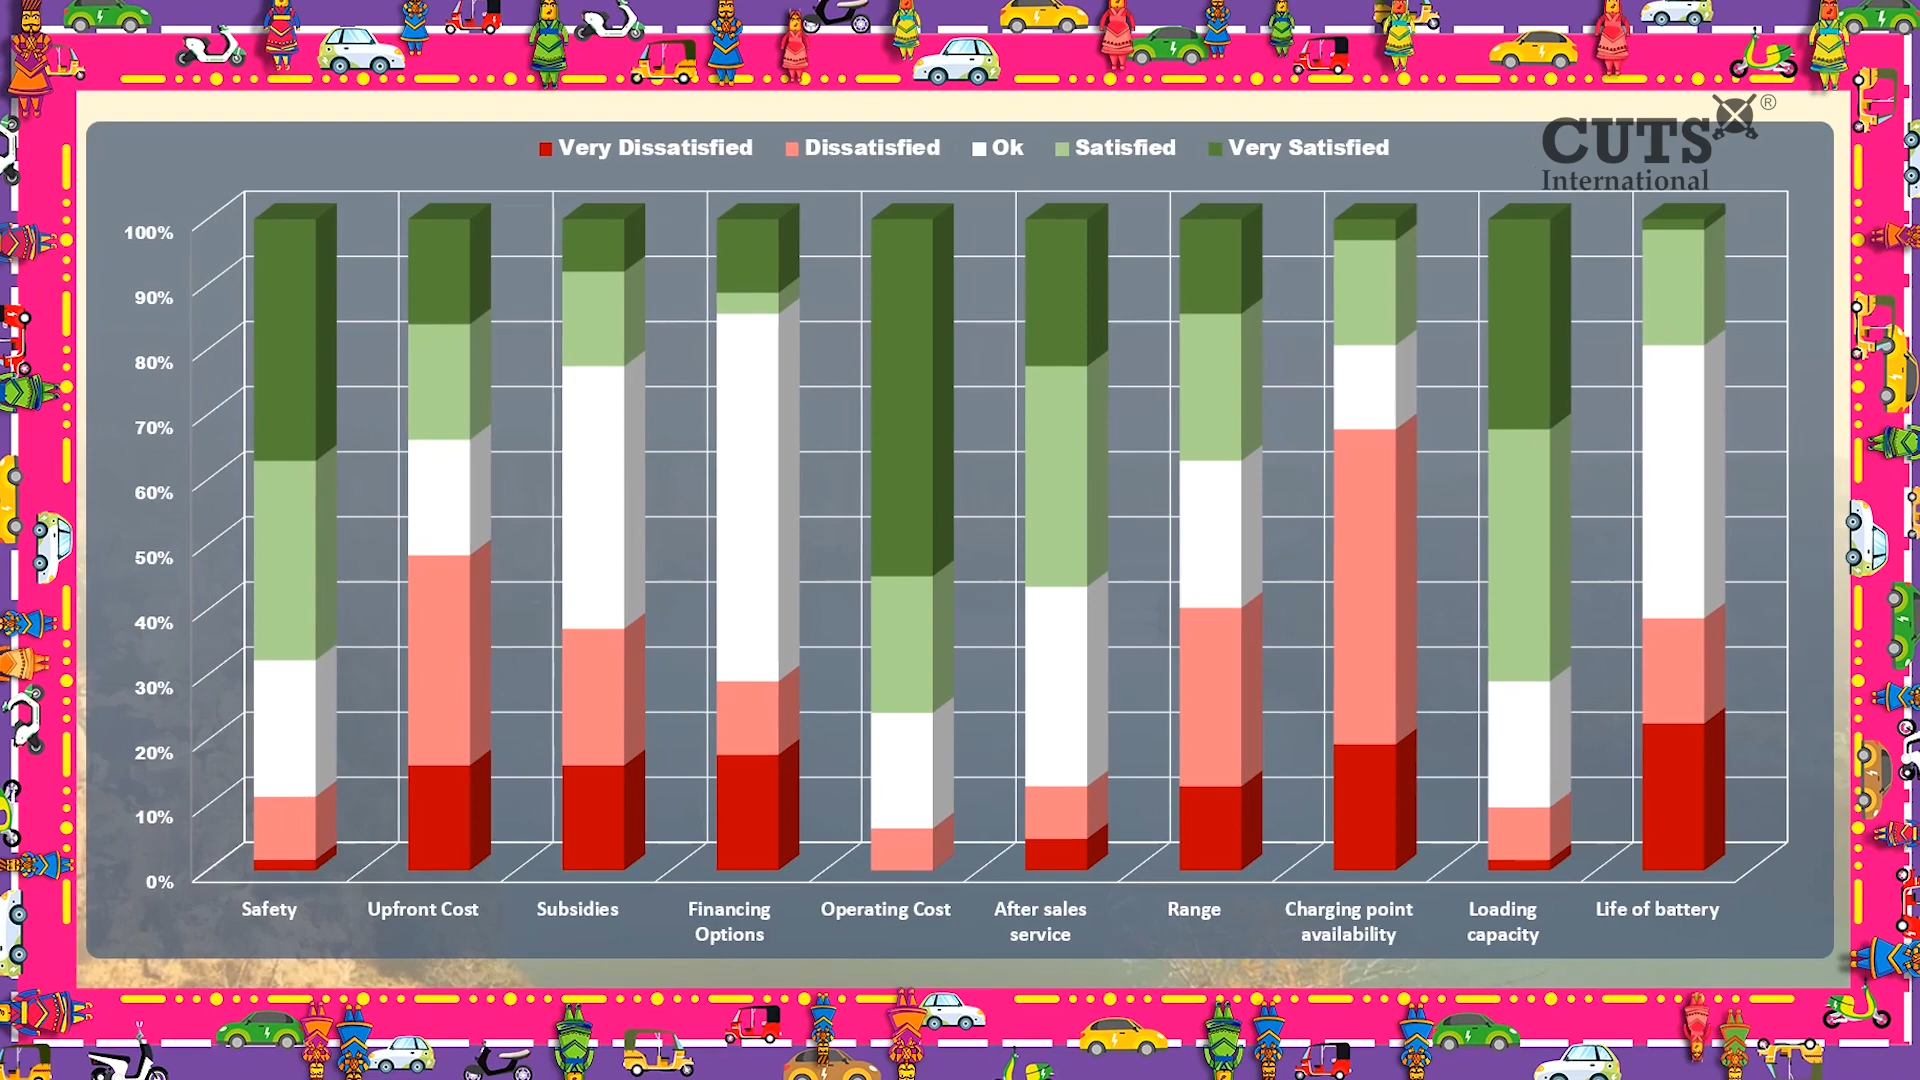 CUTS ®
International
Very Dissatisfied Dissatisfied Ok Satisfied Very Satisfied
100%
90%
80%
70%
60%
50%
40%
30%
20%
10%
0%
Safety
Upfront Cost
Subsidies
Financing
Options
Operating Cost
After sales
service
Range
Charging point
availability
Loading
capacity
Life of battery